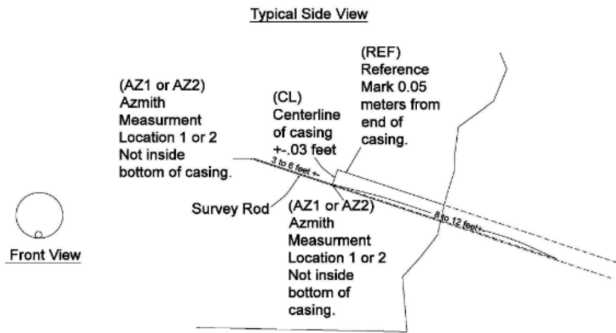 Typical Side View
(REF)
Reference
Mark 0.05
meters from
end of
casing.
(AZ1 or AZ2)
Azmith
Measurment
Location 1 or 2
Not inside
bottom of casing.
(CL)
Centerline
of casing
+-.03 feet
3 to 6 feet +-
Survey Rod
(AZ1 or AZ2)
Azmith
Measurment
Location 1 or 2
Not inside
bottom of
casing.
8 to 12 feet+-
Front View